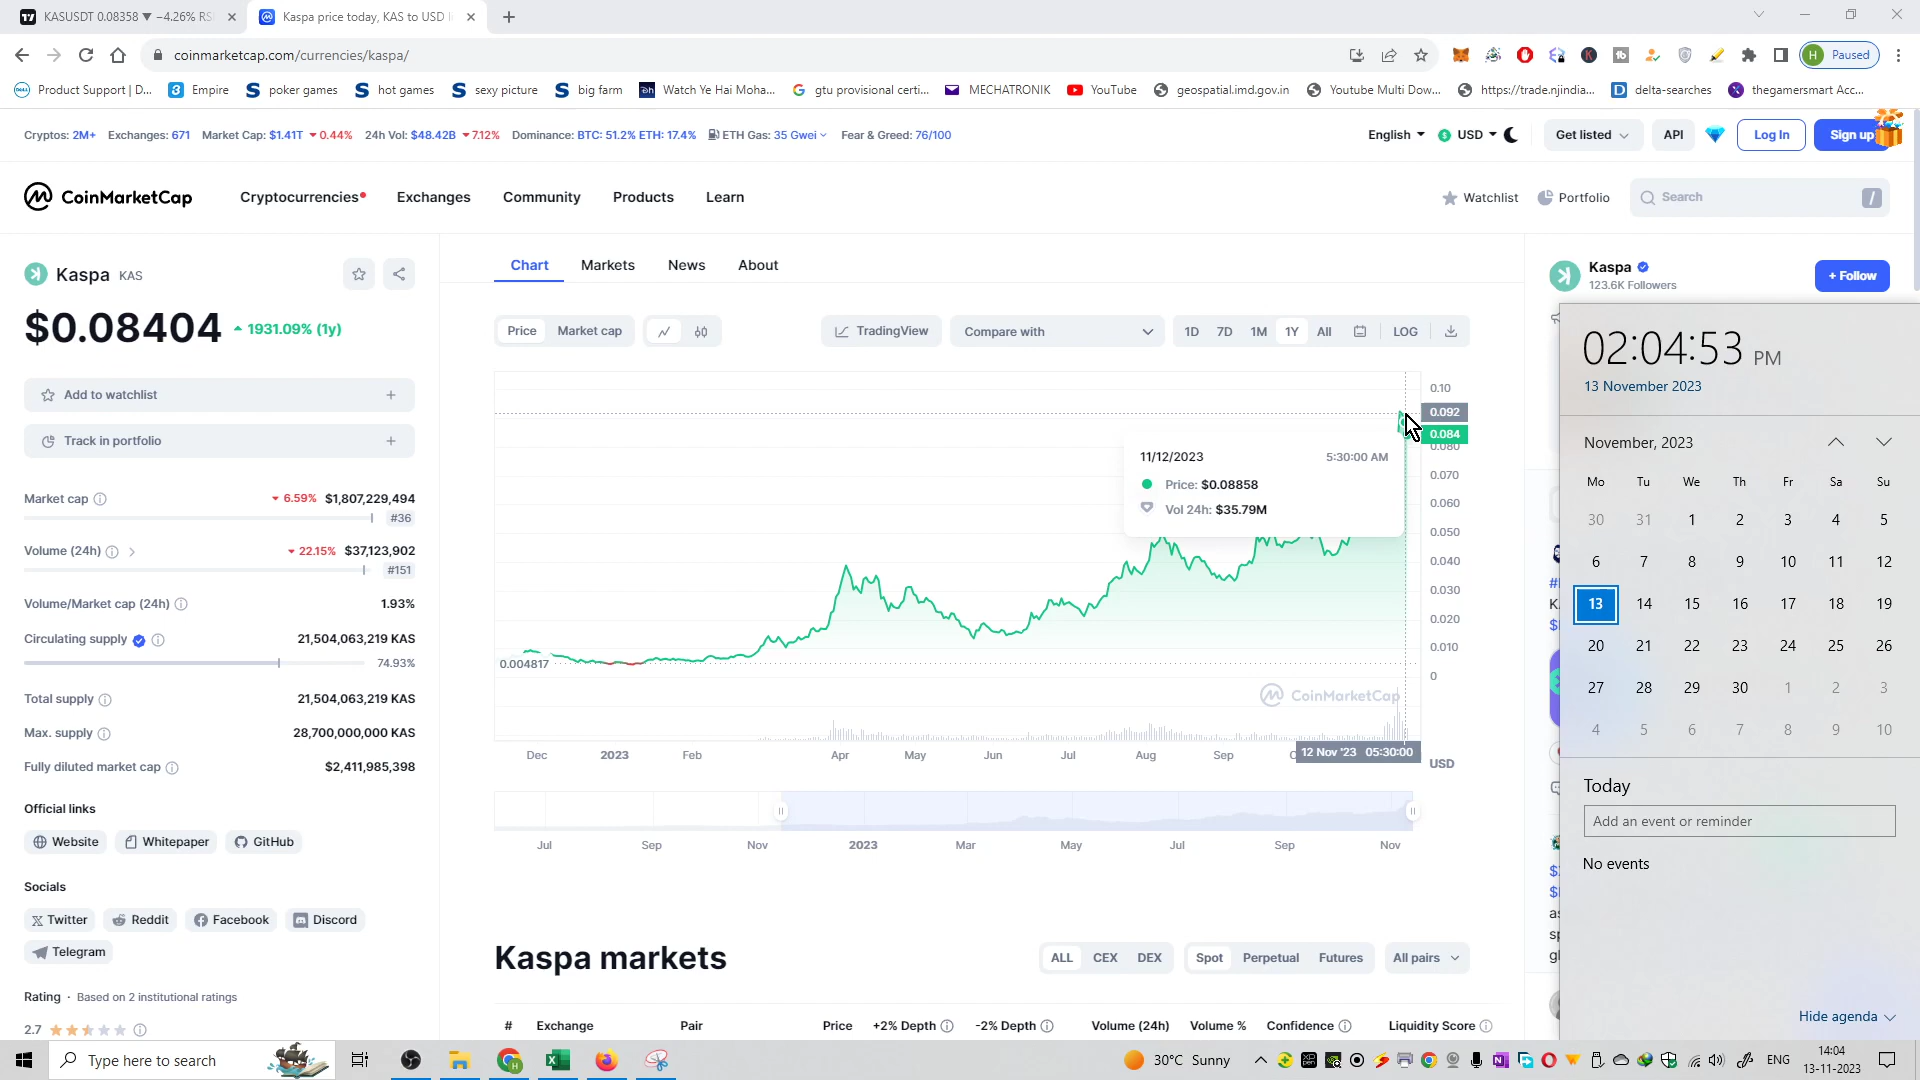 KASUSDT 0.08358 ▼ −4.26% RSI
Kaspa price today, KAS to USD li
coinmarketcap.com/currencies/kaspa/
Paused
Product Support | D...
Empire
poker games
hot games
sexy picture
big farm
Watch Ye Hai Moha...
gtu provisional certi...
MECHATRONIK
YouTube
geospatial.imd.gov.in
Youtube Multi Dow...
https://trade.njindia...
delta-searches
thegamersmart Acc...
Cryptos: 2M+ Exchanges: 671 Market Cap: $1.41T ▼ 0.44% 24h Vol: $48.42B ▼ 7.12% Dominance: BTC: 51.2% ETH: 17.4% ETH Gas: 35 Gwei Fear & Greed: 76/100
English
USD
Get listed
API
Log In
Sign up
CoinMarketCap
Cryptocurrencies
Exchanges
Community
Products
Learn
Watchlist
Portfolio
Search
/
Kaspa KAS
$0.08404 ▲ 1931.09% (1y)
Add to watchlist +
Track in portfolio +
Market cap ▼ 6.59% $1,807,229,494
#36
Volume (24h) ▼ 22.15% $37,123,902
#151
Volume/Market cap (24h) 1.93%
Circulating supply 21,504,063,219 KAS
74.93%
Total supply 21,504,063,219 KAS
Max. supply 28,700,000,000 KAS
Fully diluted market cap $2,411,985,398
Official links
Website
Whitepaper
GitHub
Socials
Twitter
Reddit
Facebook
Discord
Telegram
Rating · Based on 2 institutional ratings
2.7
Chart
Markets
News
About
Price
Market cap
TradingView
Compare with
1D 7D 1M 1Y All
LOG
0.10
0.092
0.084
0.080
0.070
0.060
0.050
0.040
0.030
0.020
0.010
0
11/12/2023 5:30:00 AM
Price: $0.08858
Vol 24h: $35.79M
0.004817
CoinMarketCap
Dec 2023 Feb Apr May Jun Jul Aug Sep
12 Nov '23 05:30:00
USD
Jul Sep Nov 2023 Mar May Jul Sep Nov
Kaspa markets
ALL CEX DEX
Spot Perpetual Futures
All pairs
# Exchange Pair Price +2% Depth -2% Depth Volume (24h) Volume % Confidence Liquidity Score
Kaspa
123.6K Followers
+ Follow
02:04:53 PM
13 November 2023
November, 2023
Mo Tu We Th Fr Sa Su
30 31 1 2 3 4 5
6 7 8 9 10 11 12
13 14 15 16 17 18 19
20 21 22 23 24 25 26
27 28 29 30 1 2 3
4 5 6 7 8 9 10
Today
Add an event or reminder
No events
Hide agenda
Type here to search
30°C Sunny
ENG
14:04
13-11-2023